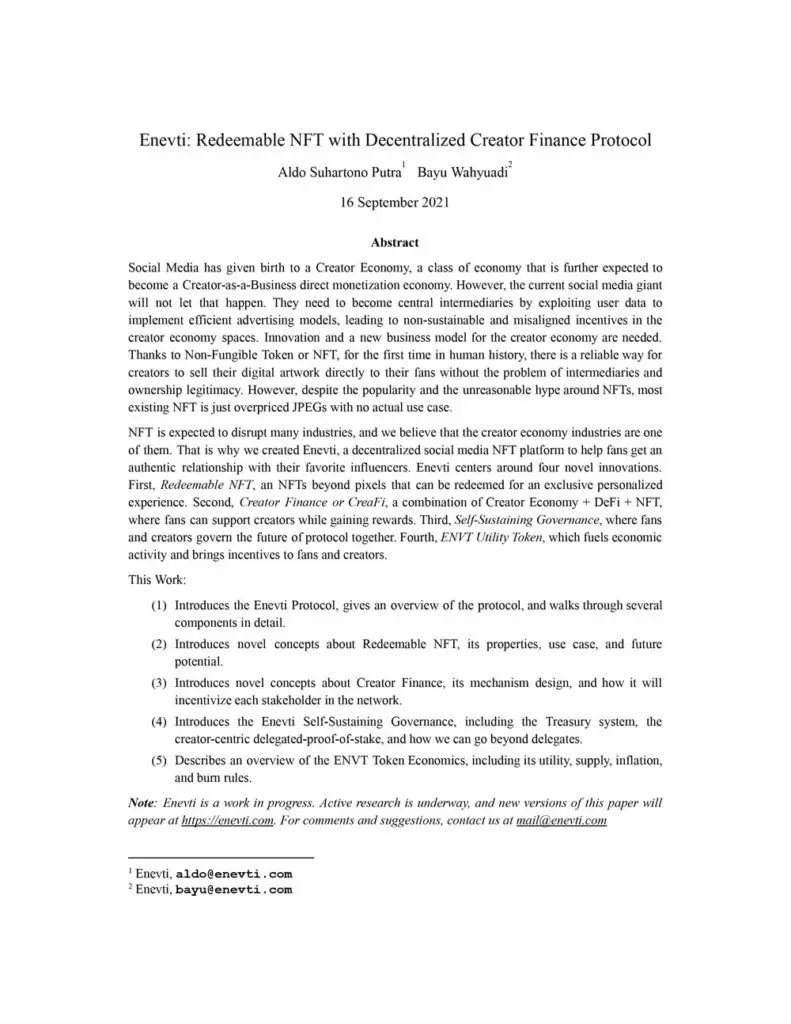 Enevti: Redeemable NFT with Decentralized Creator Finance Protocol
Aldo Suhartono Putra1 Bayu Wahyuadi2
16 September 2021
Abstract
Social Media has given birth to a Creator Economy, a class of economy that is further expected to
become a Creator-as-a-Business direct monetization economy. However, the current social media giant
will not let that happen. They need to become central intermediaries by exploiting user data to
implement efficient advertising models, leading to non-sustainable and misaligned incentives in the
creator economy spaces. Innovation and a new business model for the creator economy are needed.
Thanks to Non-Fungible Token or NFT, for the first time in human history, there is a reliable way for
creators to sell their digital artwork directly to their fans without the problem of intermediaries and
ownership legitimacy. However, despite the popularity and the unreasonable hype around NFTs, most
existing NFT is just overpriced JPEGs with no actual use case.
NFT is expected to disrupt many industries, and we believe that the creator economy industries are one
of them. That is why we created Enevti, a decentralized social media NFT platform to help fans get an
authentic relationship with their favorite influencers. Enevti centers around four novel innovations.
First, Redeemable NFT, an NFTs beyond pixels that can be redeemed for an exclusive personalized
experience. Second, Creator Finance or CreaFi, a combination of Creator Economy + DeFi + NFT,
where fans can support creators while gaining rewards. Third, Self-Sustaining Governance, where fans
and creators govern the future of protocol together. Fourth, ENVT Utility Token, which fuels economic
activity and brings incentives to fans and creators.
This Work:
(1) Introduces the Enevti Protocol, gives an overview of the protocol, and walks through several
components in detail.
(2) Introduces novel concepts about Redeemable NFT, its properties, use case, and future
potential.
(3) Introduces novel concepts about Creator Finance, its mechanism design, and how it will
incentivize each stakeholder in the network.
(4) Introduces the Enevti Self-Sustaining Governance, including the Treasury system, the
creator-centric delegated-proof-of-stake, and how we can go beyond delegates.
(5) Describes an overview of the ENVT Token Economics, including its utility, supply, inflation,
and burn rules.
Note: Enevti is a work in progress. Active research is underway, and new versions of this paper will
appear at https://enevti.com. For comments and suggestions, contact us at mail@enevti.com
1 Enevti, aldo@enevti.com
2 Enevti, bayu@enevti.com